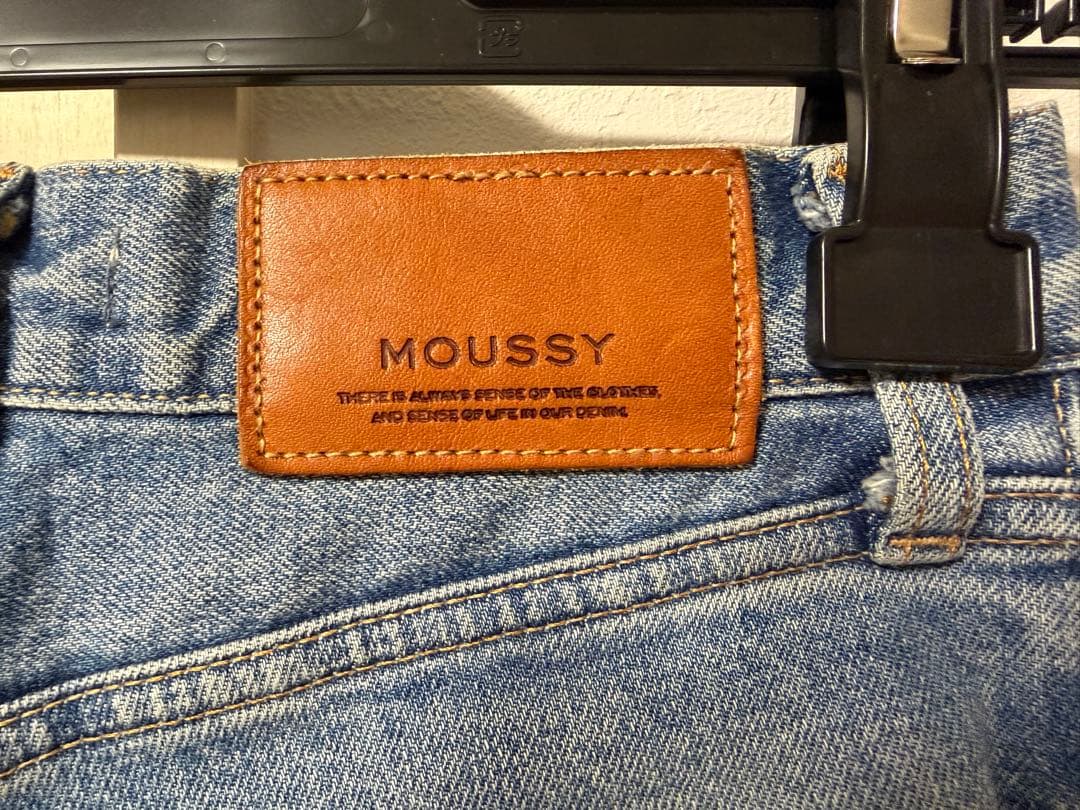 MOUSSY
THERE IS ALWAYS SENSE OF THE CLOTHES,
AND SENSE OF LIFE IN OUR DENIM.